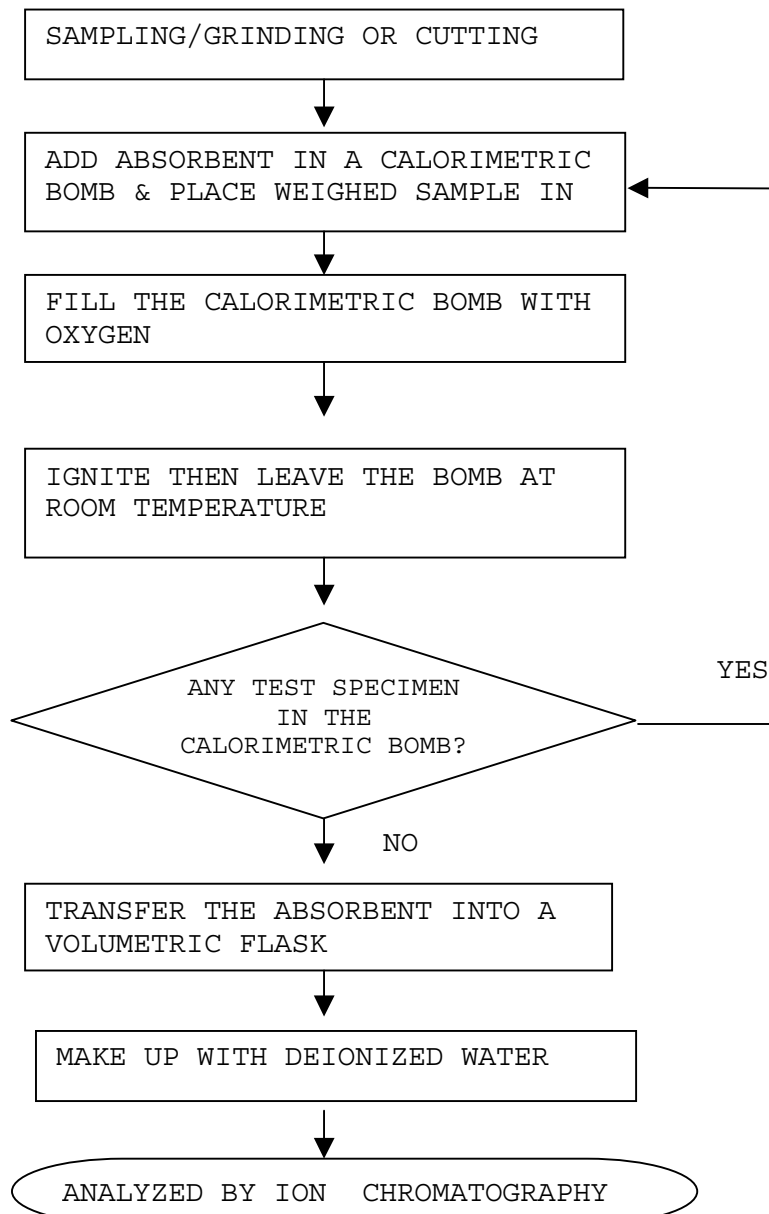 SAMPLING/GRINDING OR CUTTING
ADD ABSORBENT IN A CALORIMETRIC
BOMB & PLACE WEIGHED SAMPLE IN
FILL THE CALORIMETRIC BOMB WITH
OXYGEN
IGNITE THEN LEAVE THE BOMB AT
ROOM TEMPERATURE
YES
ANY TEST SPECIMEN
IN THE
CALORIMETRIC BOMB?
NO
TRANSFER THE ABSORBENT INTO A
VOLUMETRIC FLASK
MAKE UP WITH DEIONIZED WATER
ANALYZED BY ION CHROMATOGRAPHY